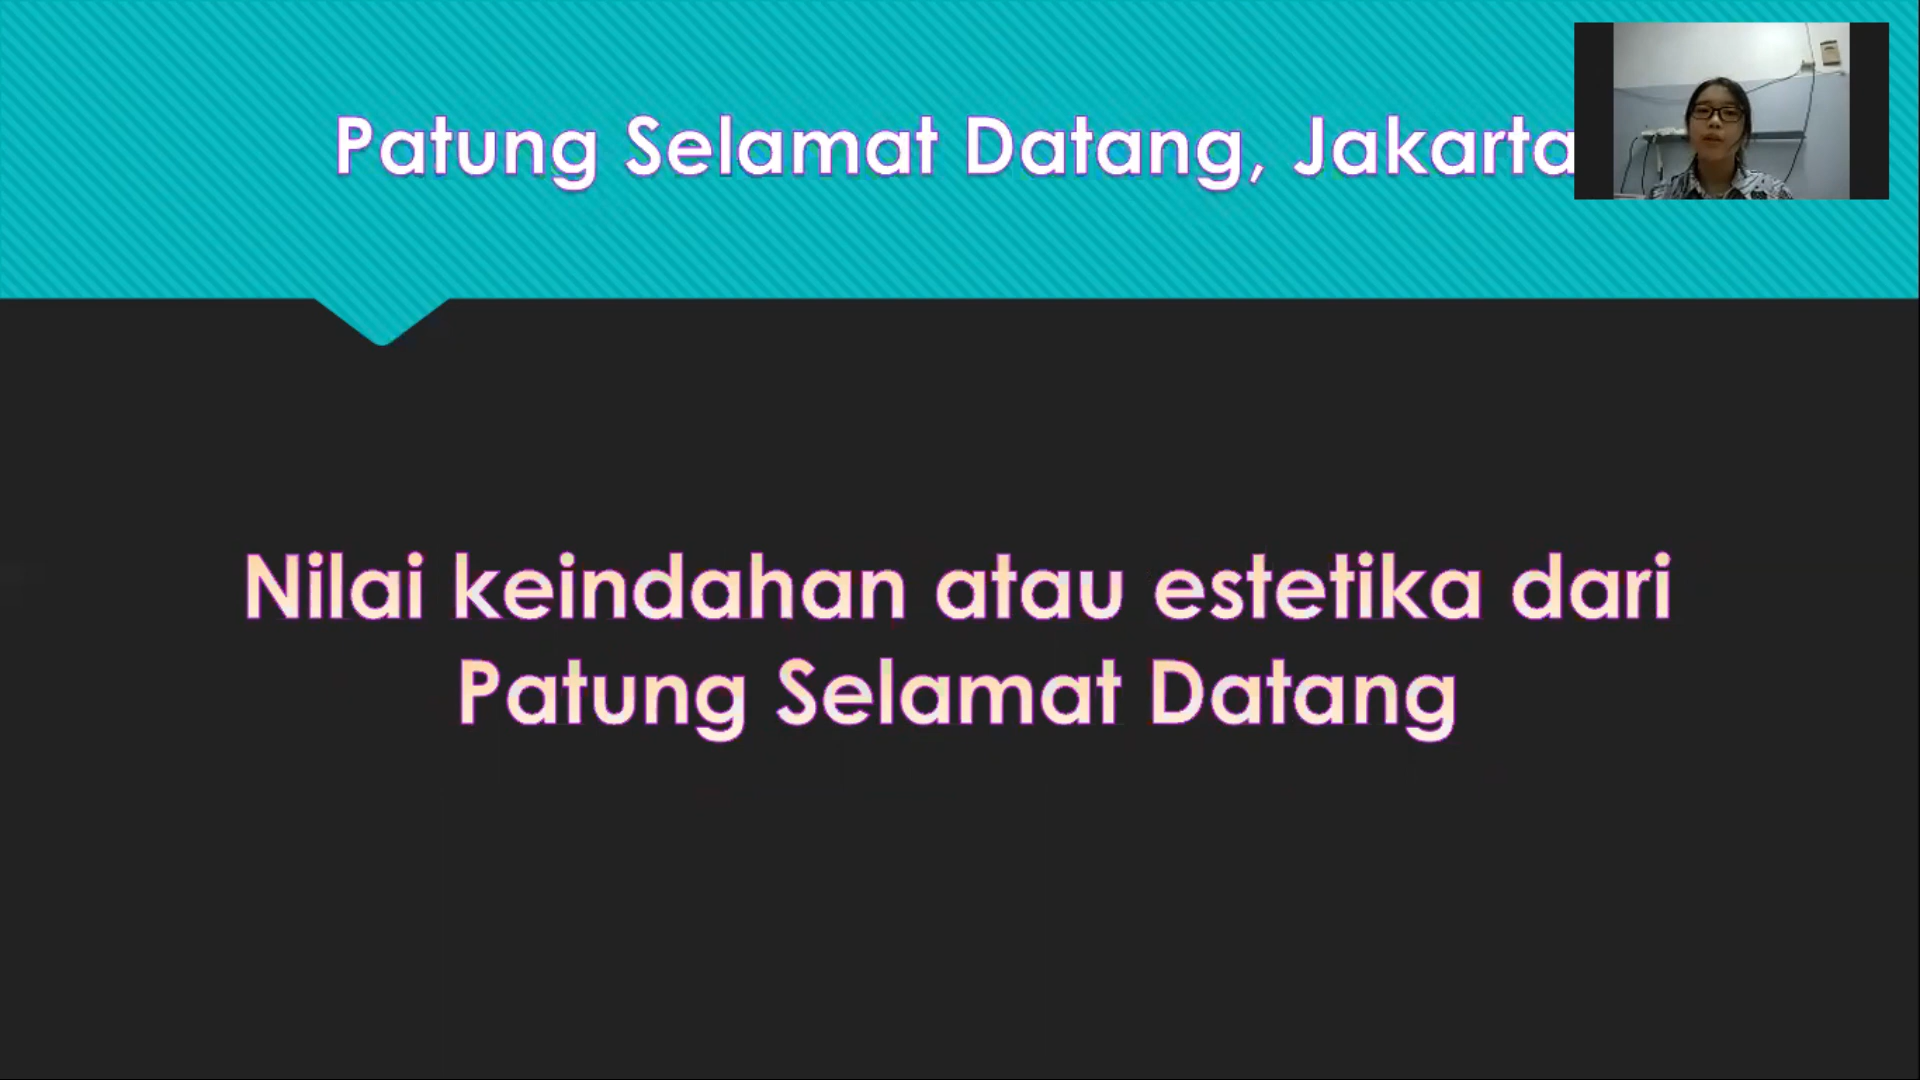 Patung Selamat Datang, Jakarta
Nilai keindahan atau estetika dari
Patung Selamat Datang